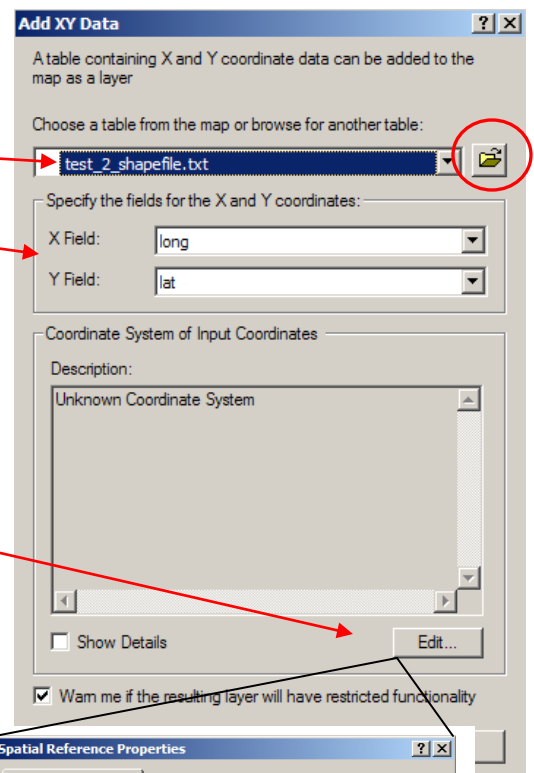 Add XY Data
A table containing X and Y coordinate data can be added to the
map as a layer
Choose a table from the map or browse for another table:
test_2_shapefile.txt
Specify the fields for the X and Y coordinates:
X Field:
long
Y Field:
lat
Coordinate System of Input Coordinates
Description:
Unknown Coordinate System
Show Details
Edit...
Warn me if the resulting layer will have restricted functionality
Spatial Reference Properties